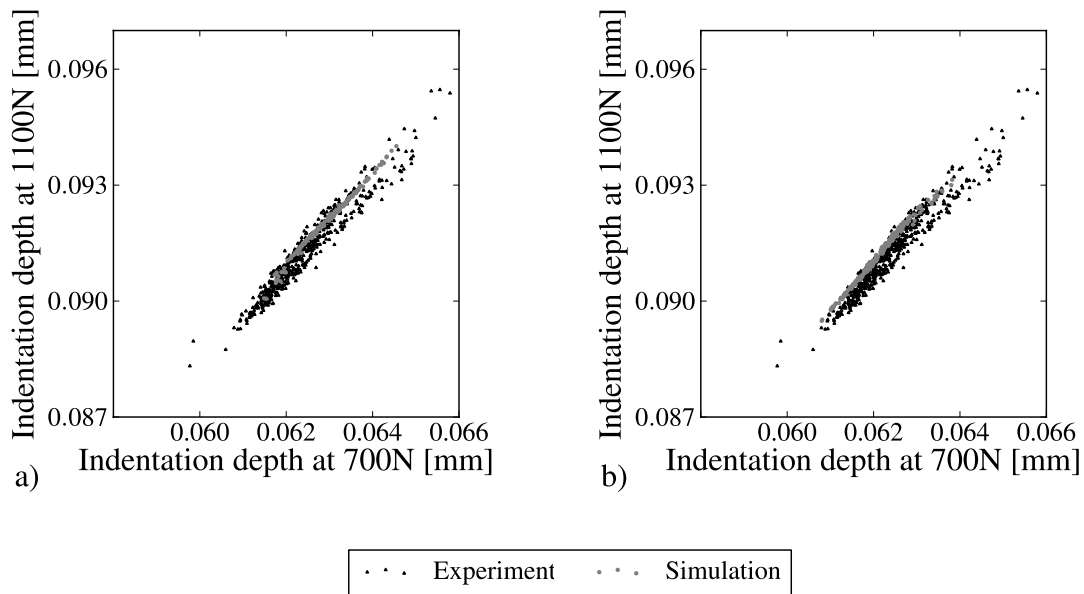 Indentation depth at 1100N [mm]
0.096
0.093
0.090
0.087
0.060 0.062 0.064 0.066
Indentation depth at 700N [mm]
a)
Indentation depth at 1100N [mm]
0.096
0.093
0.090
0.087
0.060 0.062 0.064 0.066
Indentation depth at 700N [mm]
b)
Experiment Simulation